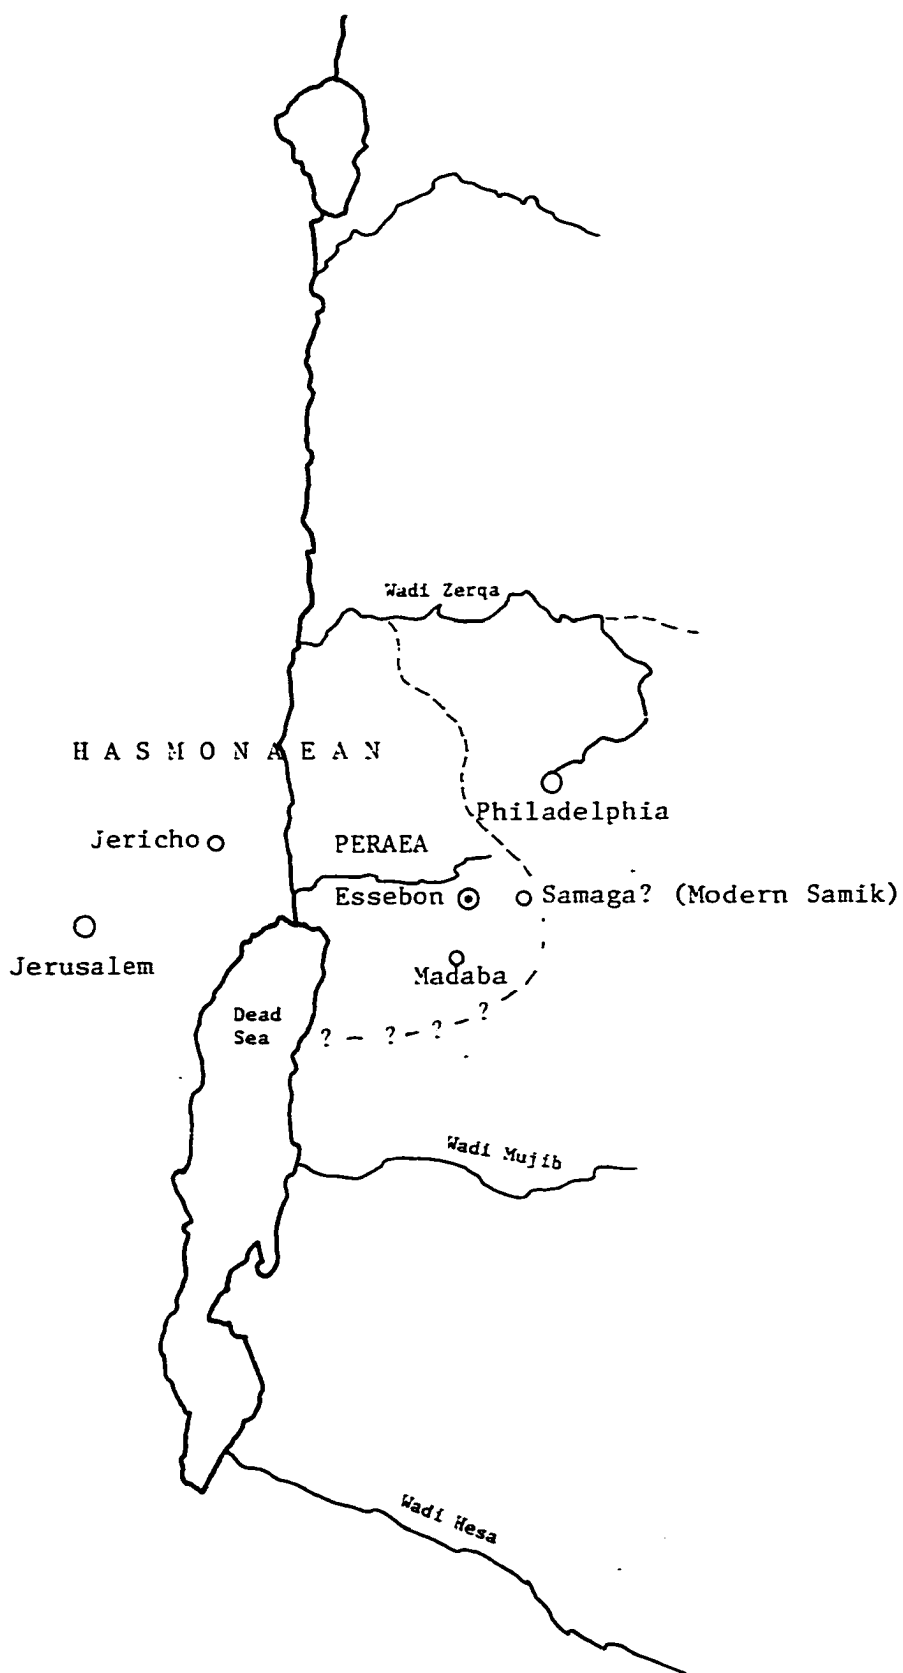 Wadi Zerqa
HASMONAEAN
Philadelphia
Jericho
PERAEA
Essebon
Samaga? (Modern Samik)
Jerusalem
Madaba
Dead
Sea
? — ? – ? – ?
Wadi Mujib
Wadi Hesa